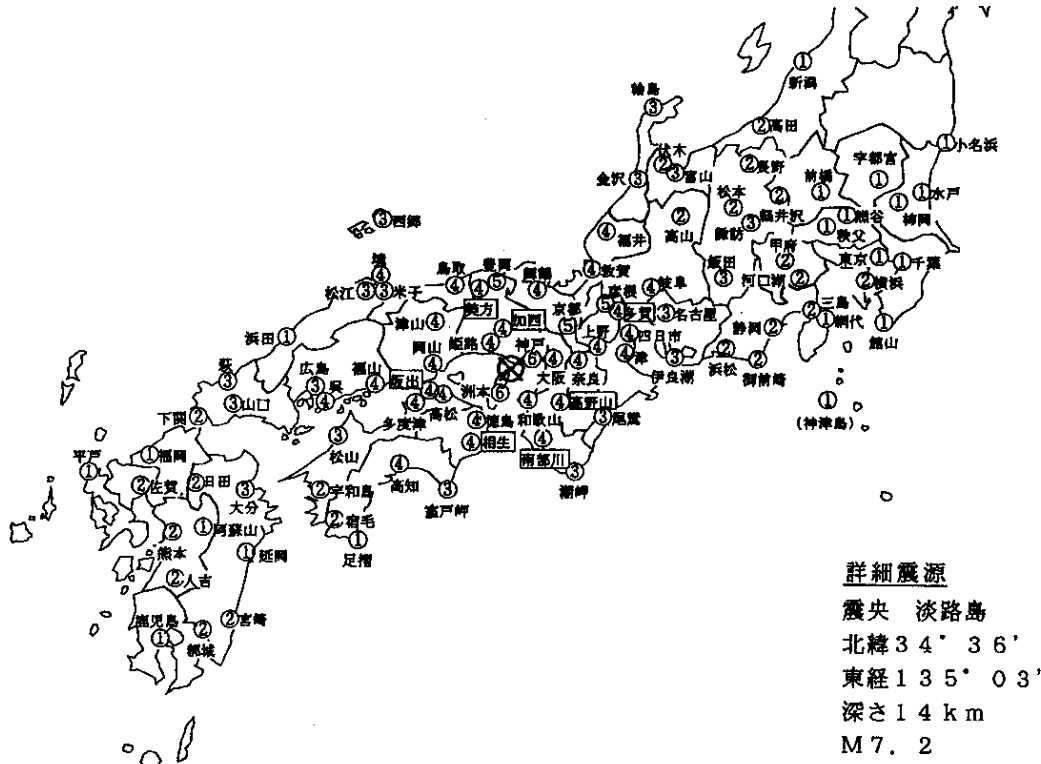 ① 新潟
輪島 ③
② 高田
伏木 ②
③ 富山
金沢 ③
② 長野
前橋 ①
宇都宮 ①
① 小名浜
① 水戸
① 柿岡
松本 ②
② 軽井沢
① 熊谷
① 秩父
諏訪 ③
② 高山
④ 福井
③ 西郷
甲府 ②
東京 ①
① 千葉
飯田 ③
河口湖 ②
② 横浜
境 ④
松江 ③
③ 米子
鳥取 ④
豊岡 ⑤
④ 美方
舞鶴 ④
④ 敦賀
彦根 ⑤
④ 岐阜
④ 多賀
③ 名古屋
三島 ③
① 網代
① 館山
静岡 ②
② 浜松
② 御前崎
① (神津島)
津山 ④
加西 ④
京都 ⑤
上野 ④
④ 四日市
④ 津
③ 伊良湖
浜田 ①
姫路 ④
神戸 ⑥
④ 大阪
④ 奈良
岡山 ④
萩 ③
広島 ③
④ 呉
福山 ④
坂出 ④
④ 高松
多度津 ④
洲本 ⑥
④ 和歌山
④ 高野山
③ 尾鷲
③ 山口
下関 ②
④ 徳島
④ 相生
④ 南部川
③ 潮岬
③ 松山
④ 高知
③ 室戸岬
平戸 ①
① 福岡
② 佐賀
② 日田
③ 大分
② 宇和島
② 宿毛
① 足摺
② 熊本
① 阿蘇山
① 延岡
② 人吉
② 宮崎
鹿児島 ①
② 都城
詳細震源
震央 淡路島
北緯34°36'
東経135°03'
深さ14km
M7.2